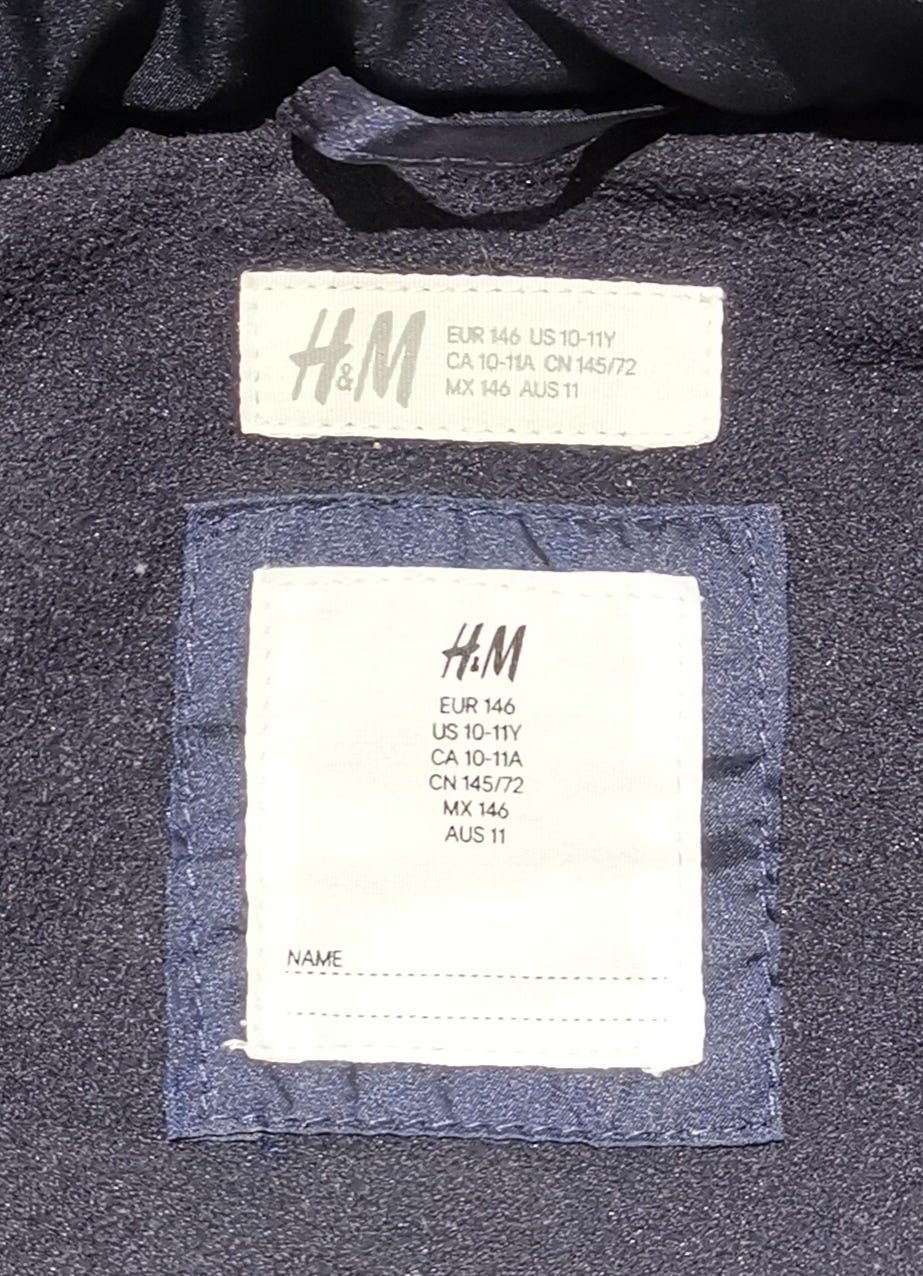 H&M
EUR 146 US 10-11Y
CA 10-11A CN 145/72
MX 146 AUS 11
H&M
EUR 146
US 10-11Y
CA 10-11A
CN 145/72
MX 146
AUS 11
NAME